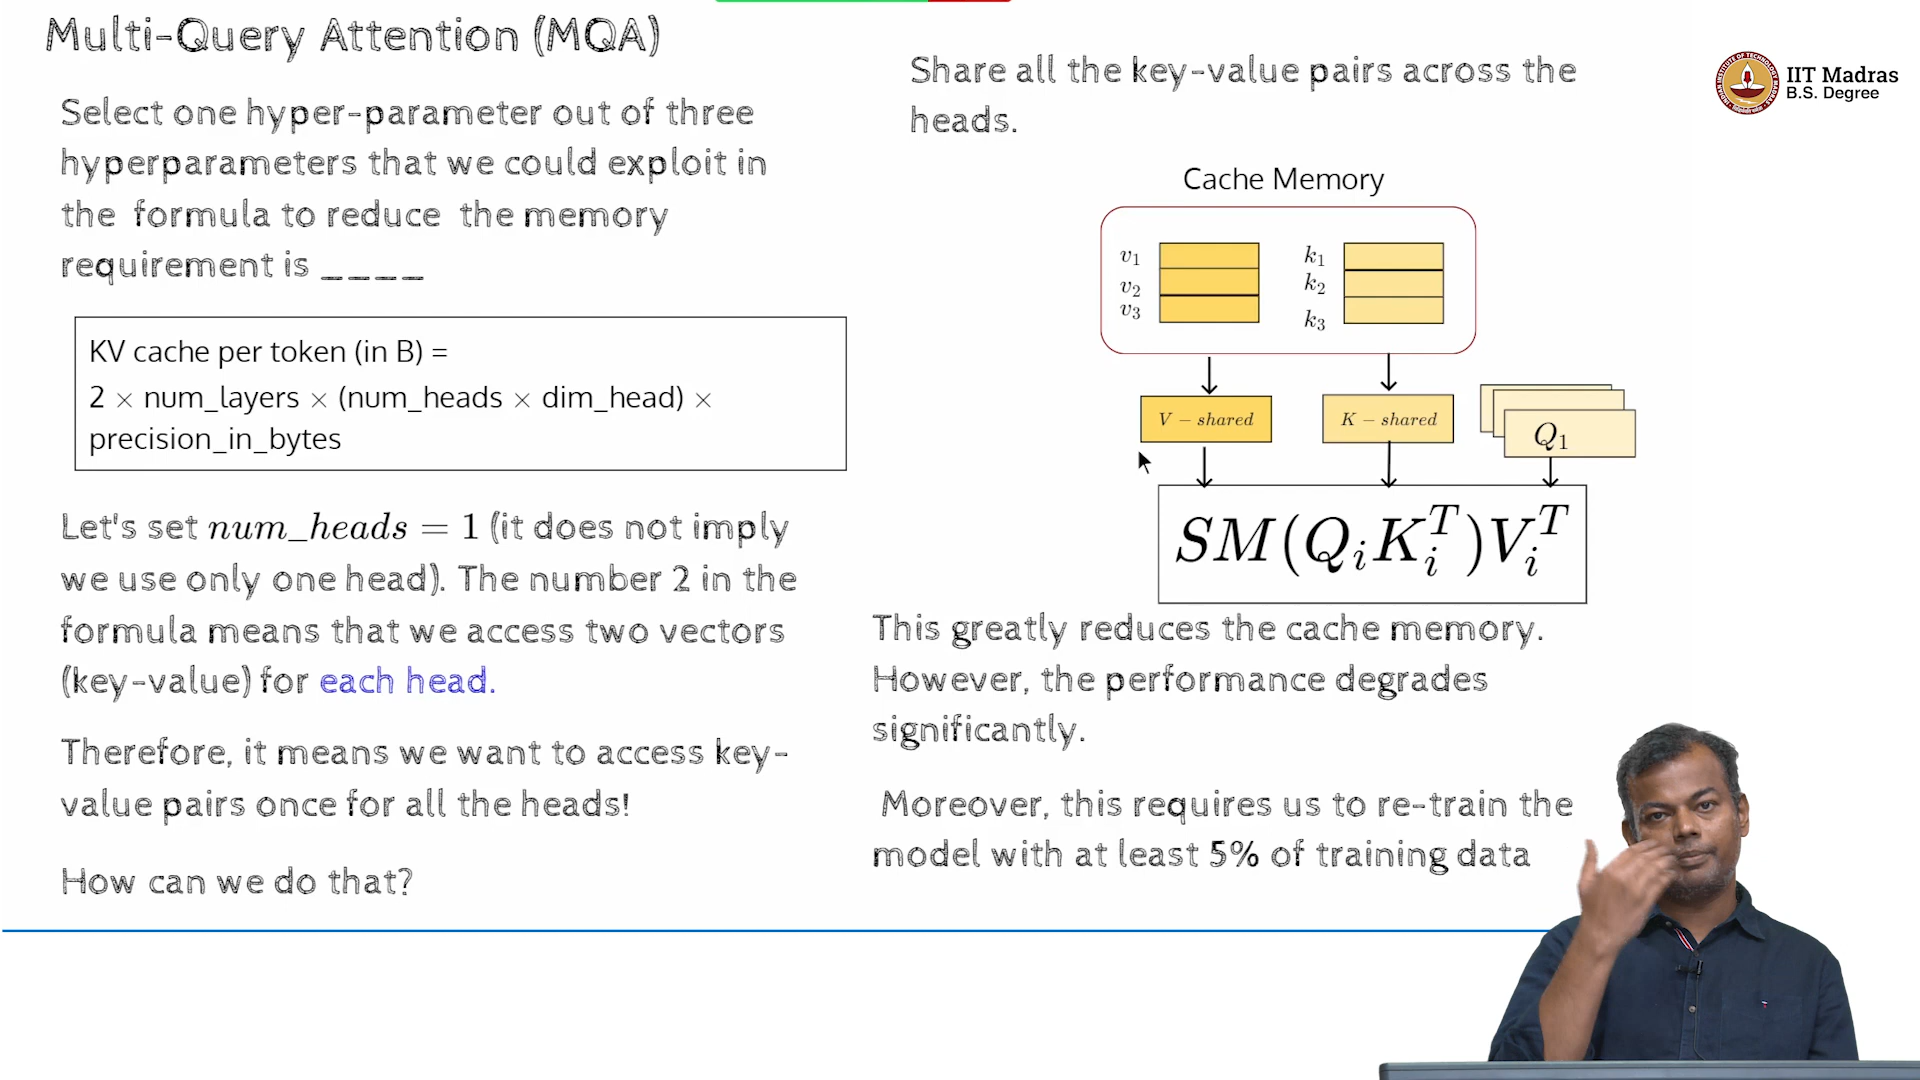 Multi-Query Attention (MQA)
Select one hyper-parameter out of three
hyperparameters that we could exploit in
the formula to reduce the memory
requirement is ____
KV cache per token (in B) =
2 × num_layers × (num_heads × dim_head) ×
precision_in_bytes
Let's set num_heads = 1 (it does not imply
we use only one head). The number 2 in the
formula means that we access two vectors
(key-value) for each head.
Therefore, it means we want to access key-
value pairs once for all the heads!
How can we do that?
Share all the key-value pairs across the
heads.
Cache Memory
v₁
v₂
v₃
k₁
k₂
k₃
V − shared
K − shared
Q₁
SM(QᵢKᵢᵀ)Vᵢᵀ
This greatly reduces the cache memory.
However, the performance degrades
significantly.
Moreover, this requires us to re-train the
model with at least 5% of training data
IIT Madras
B.S. Degree